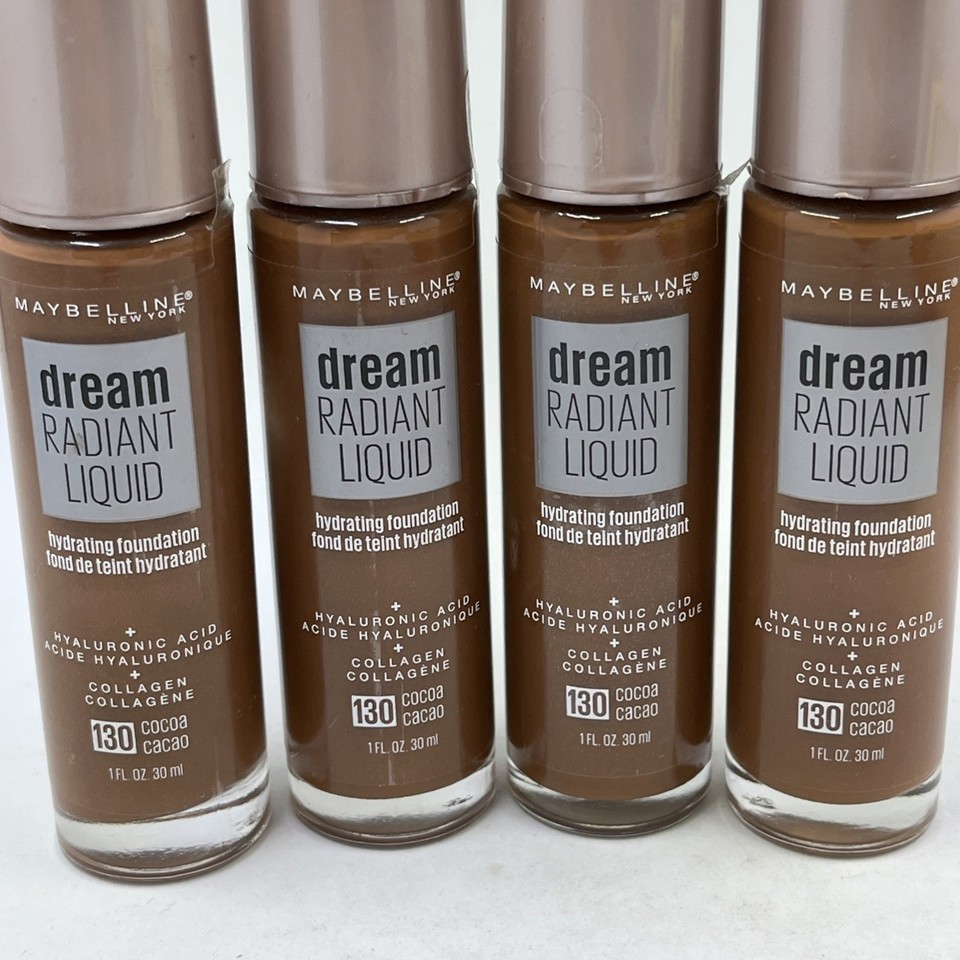 MAYBELLINE®
NEW YORK
dream
RADIANT
LIQUID
hydrating foundation
fond de teint hydratant
+
HYALURONIC ACID
ACIDE HYALURONIQUE
+
COLLAGEN
COLLAGÈNE
130 cocoa
cacao
1 FL. OZ. 30 ml
MAYBELLINE®
NEW YORK
dream
RADIANT
LIQUID
hydrating foundation
fond de teint hydratant
+
HYALURONIC ACID
ACIDE HYALURONIQUE
+
COLLAGEN
COLLAGÈNE
130 cocoa
cacao
1 FL. OZ. 30 ml
MAYBELLINE®
NEW YORK
dream
RADIANT
LIQUID
hydrating foundation
fond de teint hydratant
+
HYALURONIC ACID
ACIDE HYALURONIQUE
+
COLLAGEN
COLLAGÈNE
130 cocoa
cacao
1 FL. OZ. 30 ml
MAYBELLINE®
NEW YORK
dream
RADIANT
LIQUID
hydrating foundation
fond de teint hydratant
+
HYALURONIC ACID
ACIDE HYALURONIQUE
+
COLLAGEN
COLLAGÈNE
130 cocoa
cacao
1 FL. OZ. 30 ml